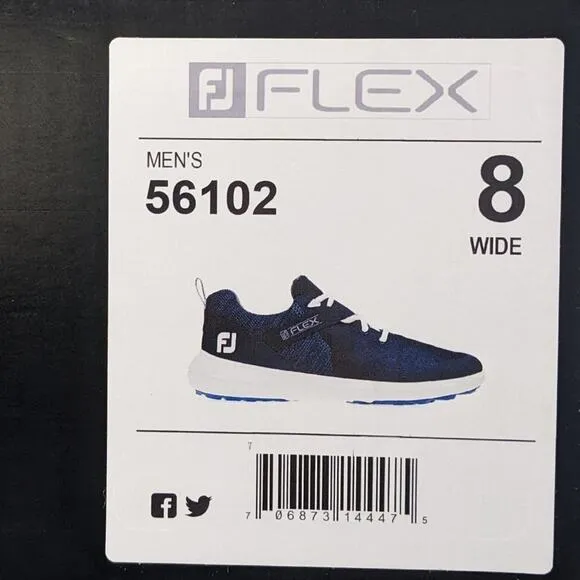 FJ FLEX
MEN'S
56102
8
WIDE
FJ
FJ FLEX
7
7 06873 14447 5
f